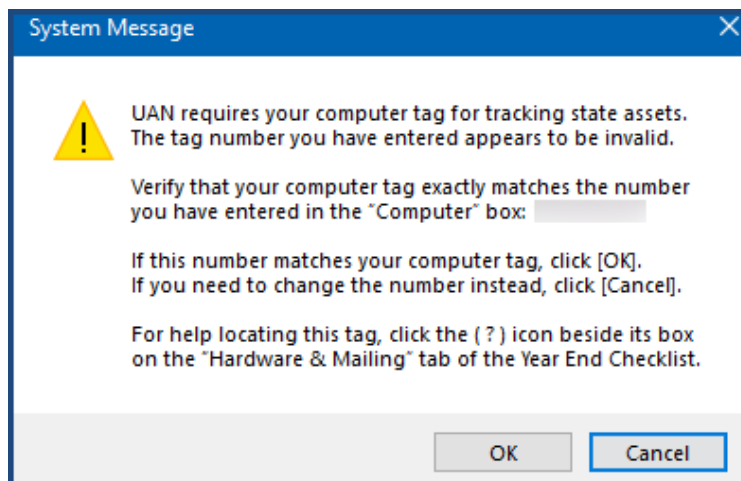 System Message
UAN requires your computer tag for tracking state assets.
The tag number you have entered appears to be invalid.
Verify that your computer tag exactly matches the number
you have entered in the “Computer” box:
If this number matches your computer tag, click [OK].
If you need to change the number instead, click [Cancel].
For help locating this tag, click the ( ? ) icon beside its box
on the “Hardware & Mailing” tab of the Year End Checklist.
OK
Cancel